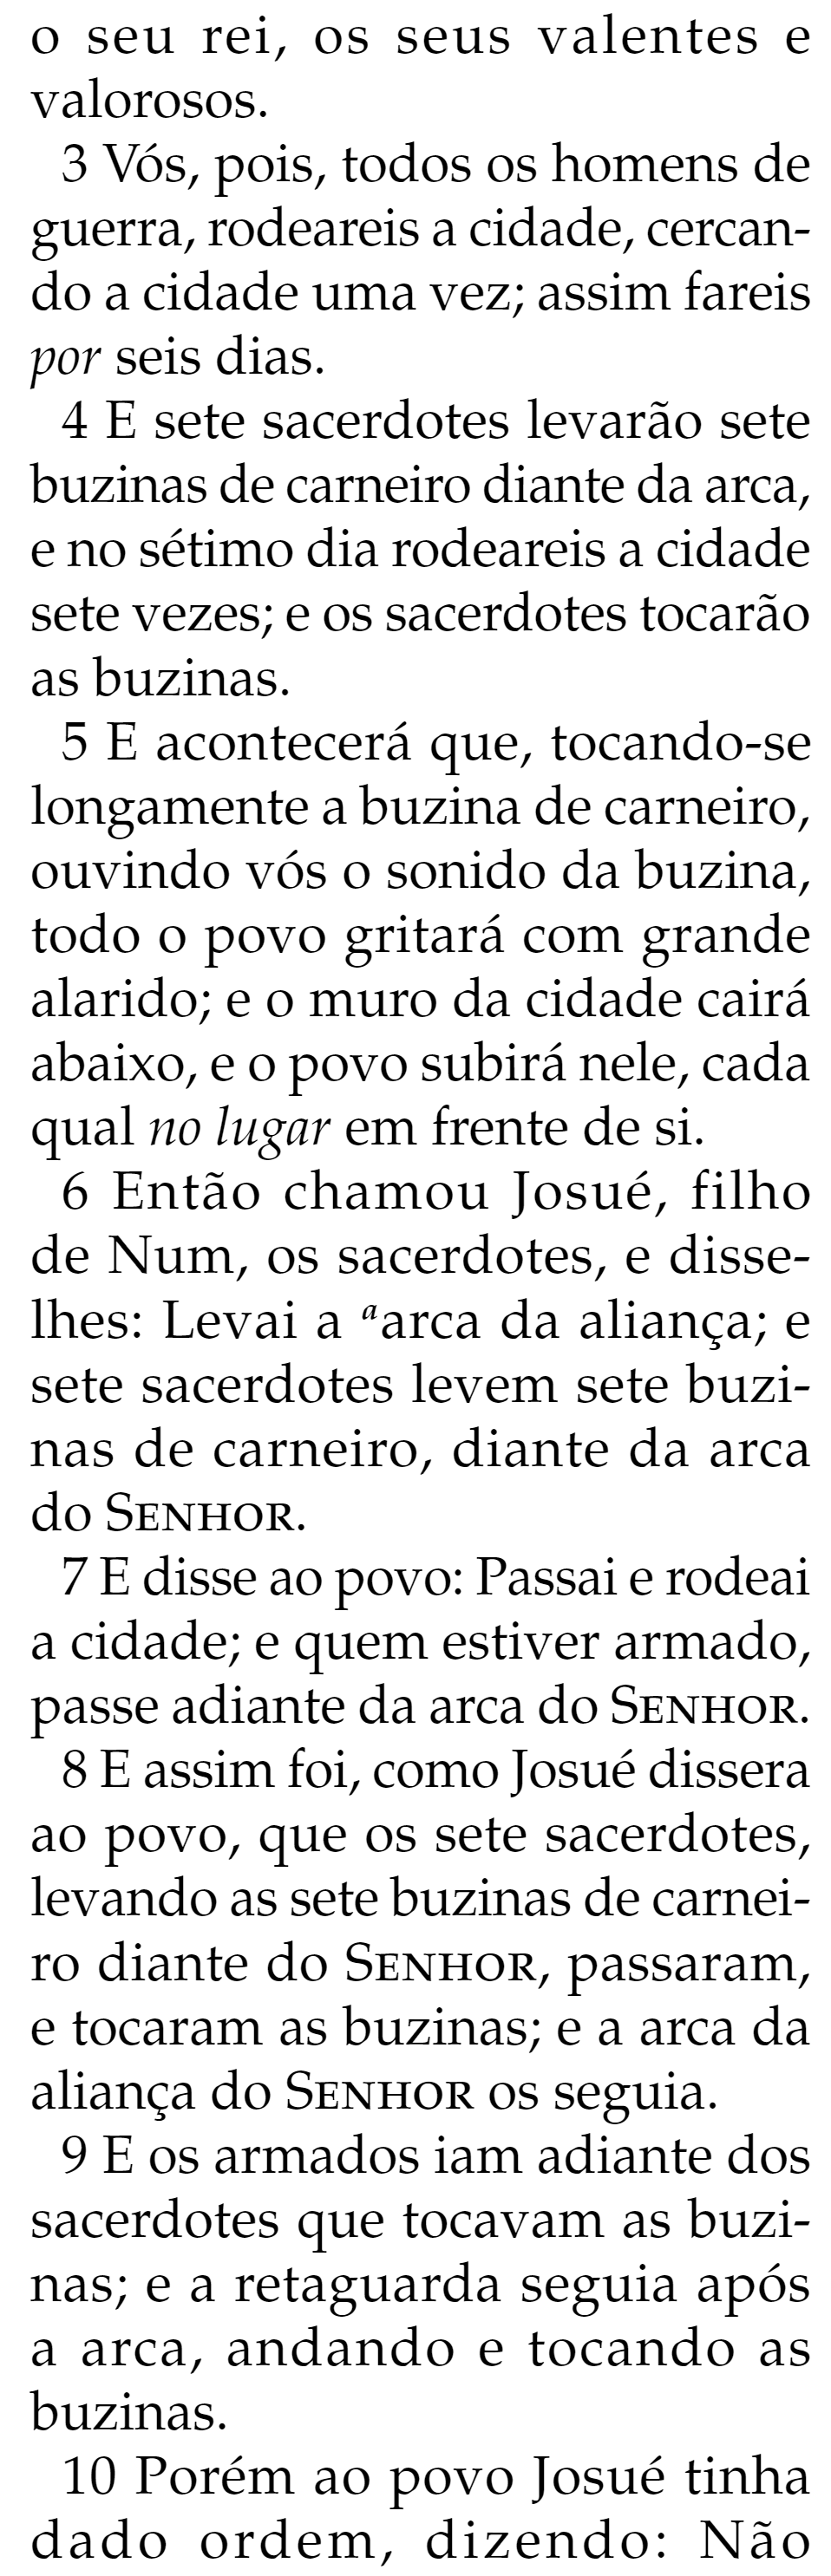 o seu rei, os seus valentes e
valorosos.
3 Vós, pois, todos os homens de
guerra, rodeareis a cidade, cercan-
do a cidade uma vez; assim fareis
por seis dias.
4 E sete sacerdotes levarão sete
buzinas de carneiro diante da arca,
e no sétimo dia rodeareis a cidade
sete vezes; e os sacerdotes tocarão
as buzinas.
5 E acontecerá que, tocando-se
longamente a buzina de carneiro,
ouvindo vós o sonido da buzina,
todo o povo gritará com grande
alarido; e o muro da cidade cairá
abaixo, e o povo subirá nele, cada
qual no lugar em frente de si.
6 Então chamou Josué, filho
de Num, os sacerdotes, e disse-
lhes: Levai a ᵃarca da aliança; e
sete sacerdotes levem sete buzi-
nas de carneiro, diante da arca
do SENHOR.
7 E disse ao povo: Passai e rodeai
a cidade; e quem estiver armado,
passe adiante da arca do SENHOR.
8 E assim foi, como Josué dissera
ao povo, que os sete sacerdotes,
levando as sete buzinas de carnei-
ro diante do SENHOR, passaram,
e tocaram as buzinas; e a arca da
aliança do SENHOR os seguia.
9 E os armados iam adiante dos
sacerdotes que tocavam as buzi-
nas; e a retaguarda seguia após
a arca, andando e tocando as
buzinas.
10 Porém ao povo Josué tinha
dado ordem, dizendo: Não